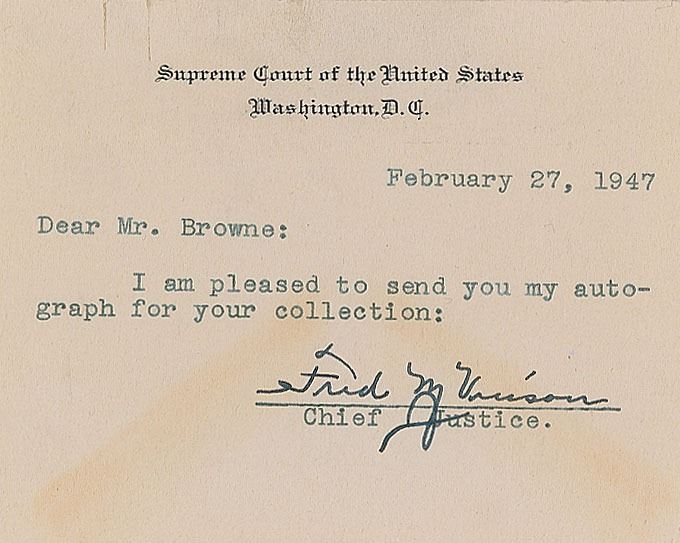 Supreme Court of the United States
Washington, D. C.
February 27, 1947
Dear Mr. Browne:
I am pleased to send you my auto-
graph for your collection:
Fred M Vinson
Chief Justice.